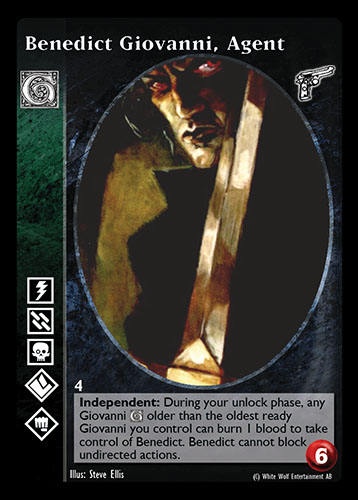 Benedict Giovanni, Agent
4
Independent: During your unlock phase, any
Giovanni older than the oldest ready
Giovanni you control can burn 1 blood to take
control of Benedict. Benedict cannot block
undirected actions.
6
Illus: Steve Ellis
(C) White Wolf Entertainment AB